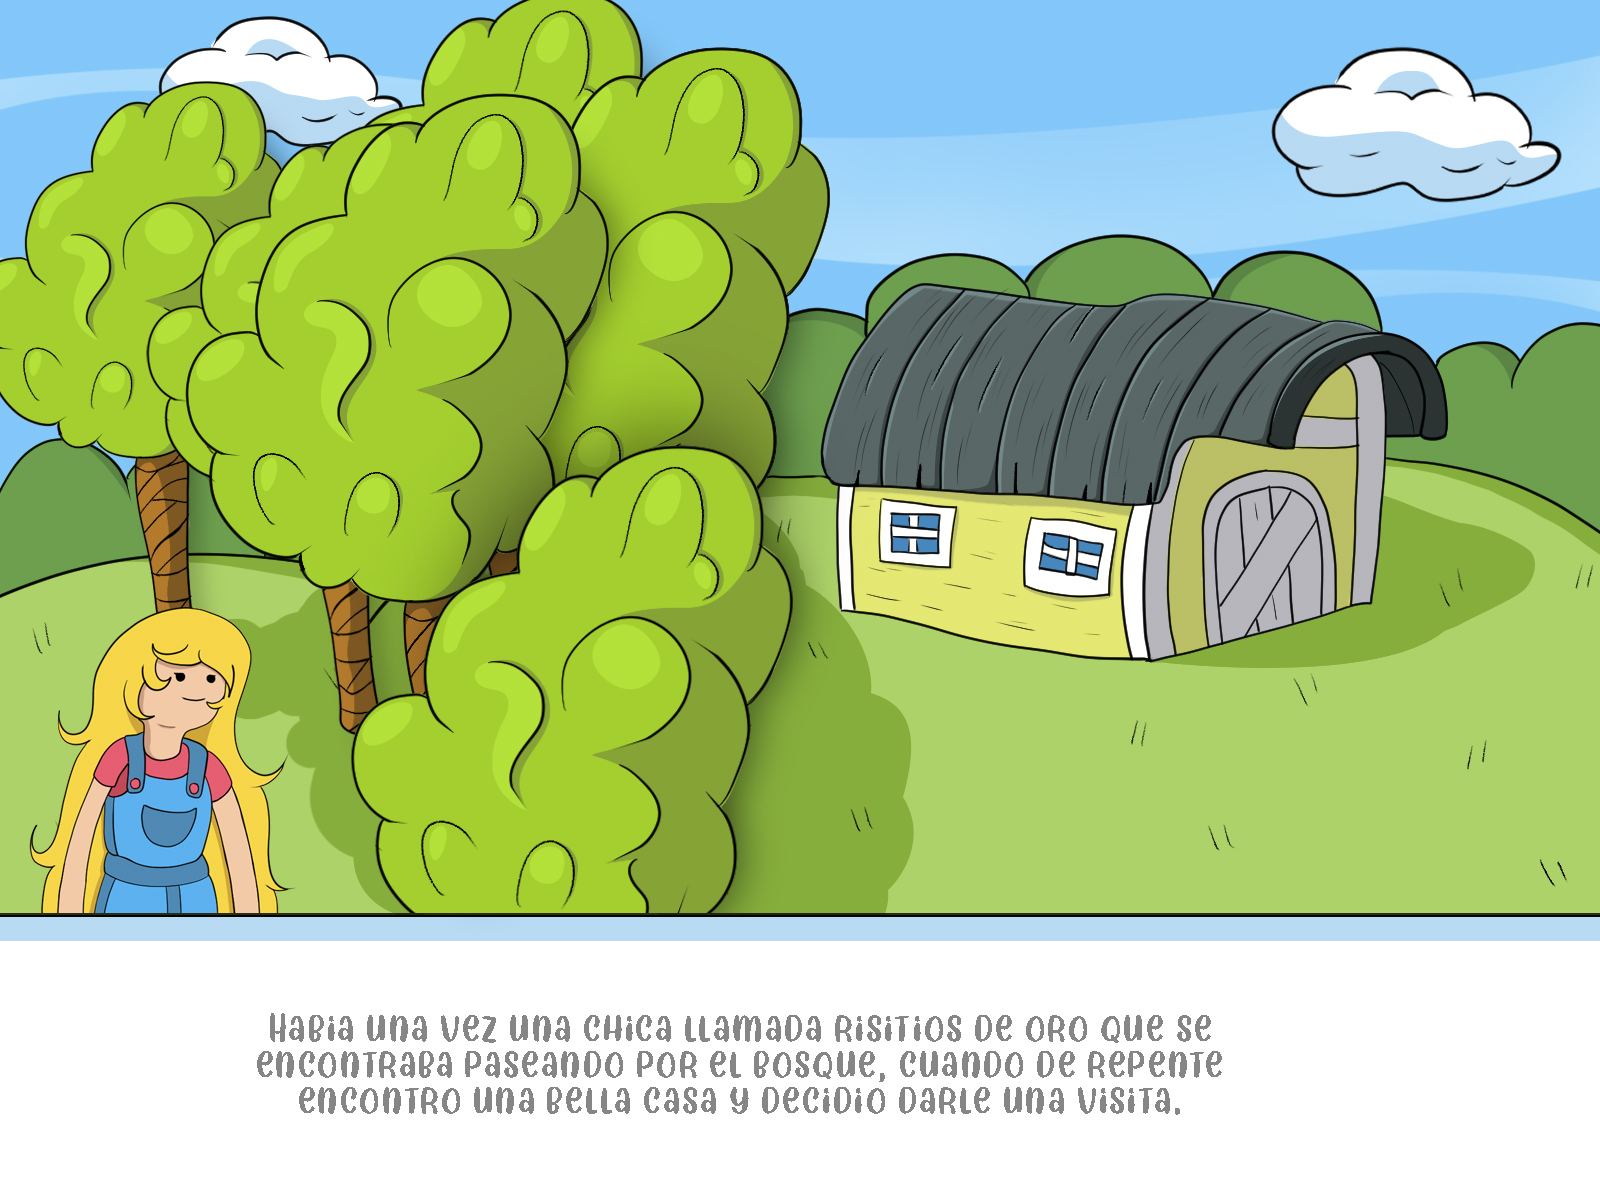 Habia una vez una chica llamada Risitios de Oro que se
encontraba paseando por el bosque, cuando de repente
encontro una bella casa y decidio darle una visita.